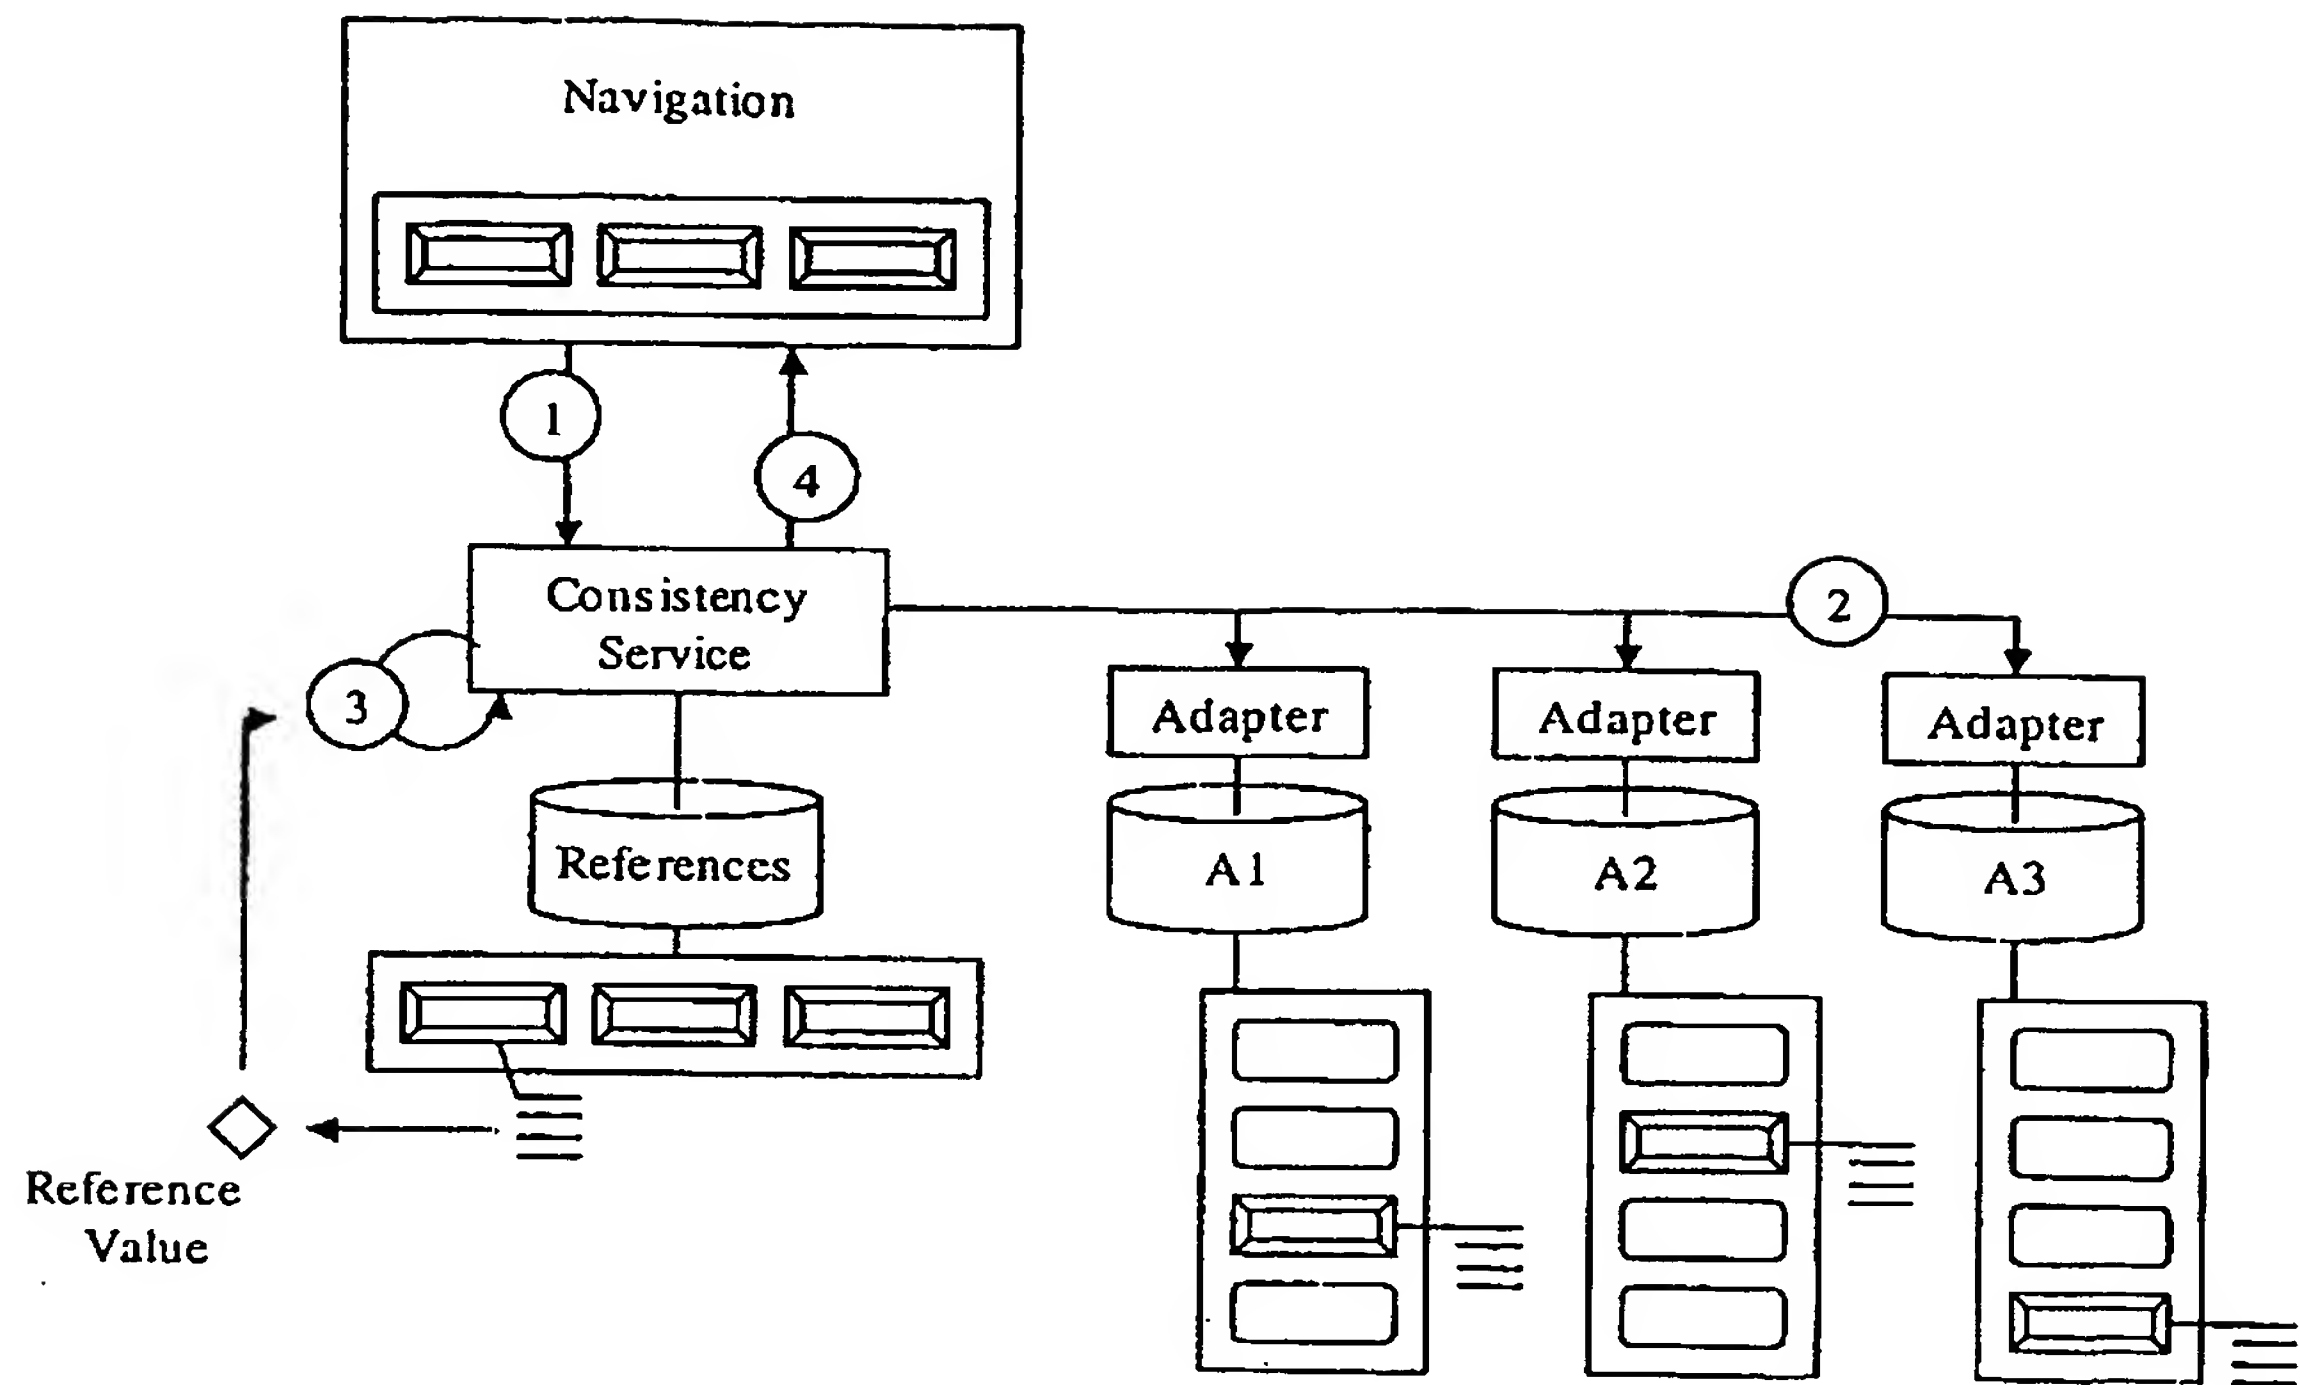 Navigation
1
4
Consistency
Service
2
3
Adapter
Adapter
Adapter
References
A1
A2
A3
Reference
Value